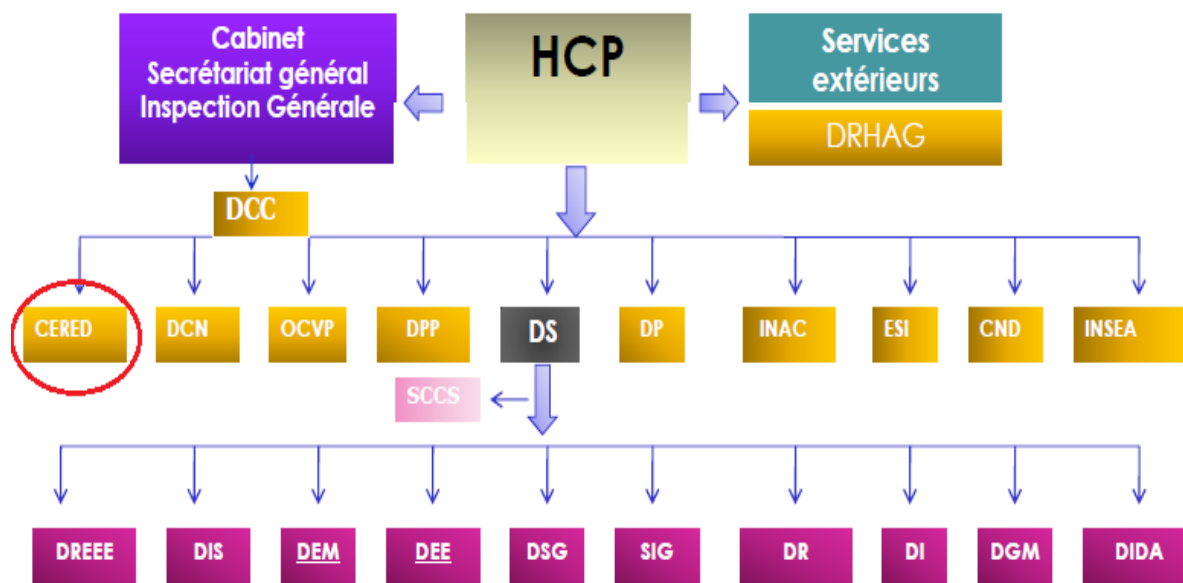 Cabinet
Secrétariat général
Inspection Générale
HCP
Services
extérieurs
DRHAG
DCC
CERED
DCN
OCVP
DPP
DS
DP
INAC
ESI
CND
INSEA
SCCS
DREEE
DIS
DEM
DEE
DSG
SIG
DR
DI
DGM
DIDA